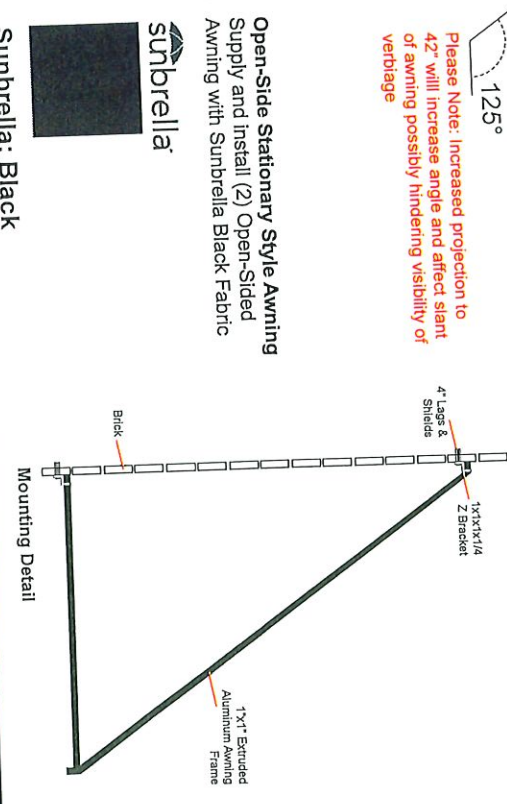 125°
Please Note: Increased projection to
42" willl increase angle and affect slant
of awning possibly hindering visibility of
verbiage
Open-Side Stationary Style Awning
Supply and install (2) Open-Sided
Awning with Sunbrella Black Fabric
sunbrella
Sunbrella: Black
4" Lags &
Shields
1x1x1x1/4
Z Bracket
Brick
1"x1" Extruded
Aluminum Awning
Frame
Mounting Detail